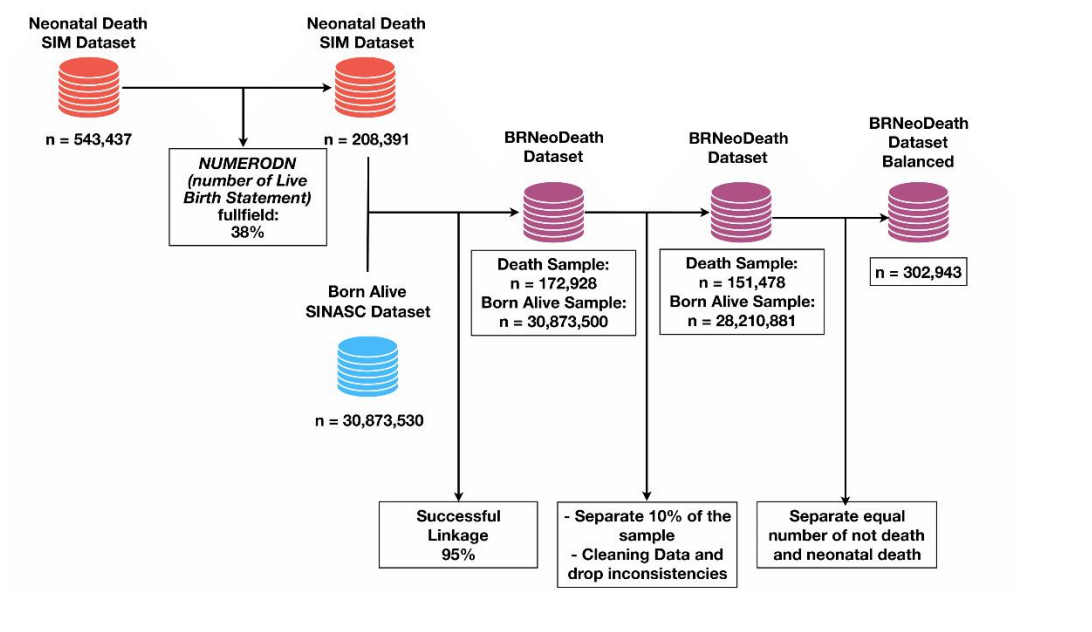 Neonatal Death
SIM Dataset
n = 543,437
NUMERODN
(number of Live
Birth Statement)
fullfield:
38%
Neonatal Death
SIM Dataset
n = 208,391
Born Alive
SINASC Dataset
n = 30,873,530
BRNeoDeath
Dataset
Death Sample:
n = 172,928
Born Alive Sample:
n = 30,873,500
BRNeoDeath
Dataset
Death Sample:
n = 151,478
Born Alive Sample:
n = 28,210,881
BRNeoDeath
Dataset
Balanced
n = 302,943
Successful
Linkage
95%
- Separate 10% of the
sample
- Cleaning Data and
drop inconsistencies
Separate equal
number of not death
and neonatal death